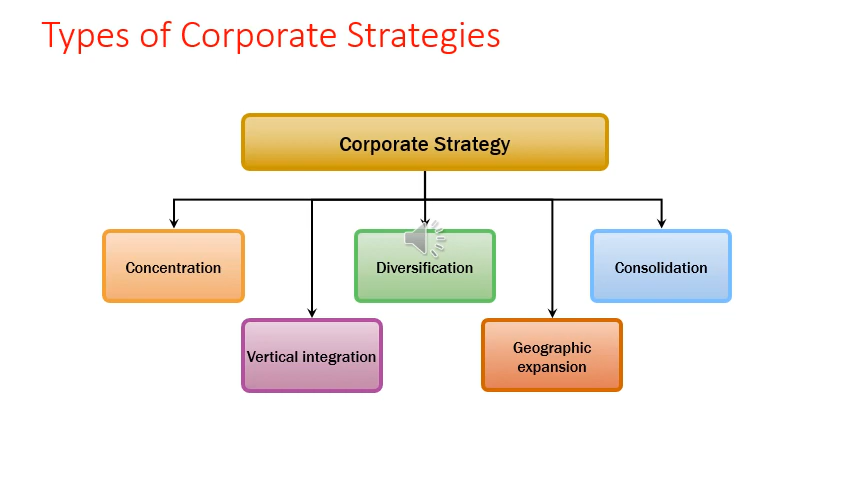 Types of Corporate Strategies
Corporate Strategy
Concentration
Diversification
Consolidation
Vertical integration
Geographic
expansion